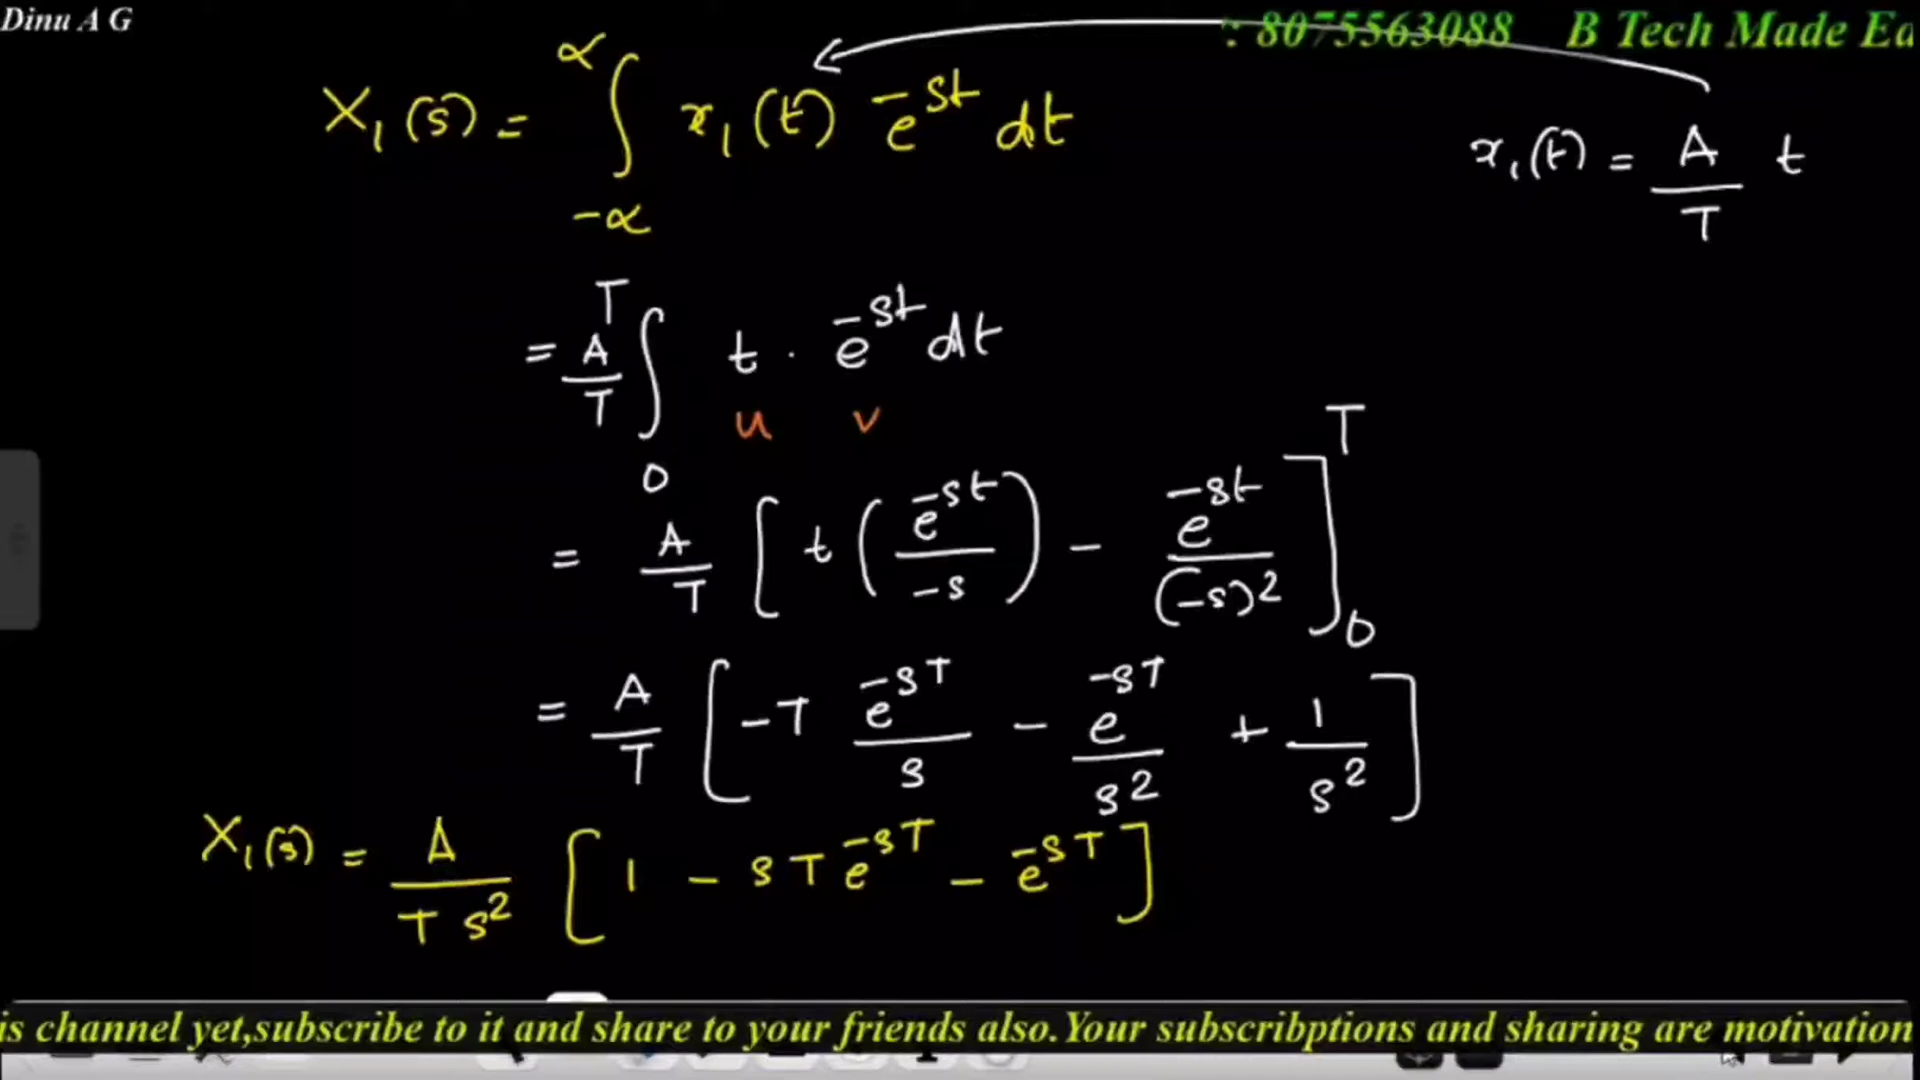 Dinu A G
: 8075563088 B Tech Made Ea
X₁(s) = ∫_{-∝}^{∝} x₁(t) e^{-st} dt
x₁(t) = A/T t
= A/T ∫_0^T t · e^{-st} dt
u v
= A/T [ t ( e^{-st} / -s ) - e^{-st} / (-s)² ]_0^T
= A/T [ -T e^{-sT} / s - e^{-sT} / s² + 1 / s² ]
X₁(s) = A / T s² [ 1 - s T e^{-sT} - e^{-sT} ]
is channel yet,subscribe to it and share to your friends also.Your subscribptions and sharing are motivation